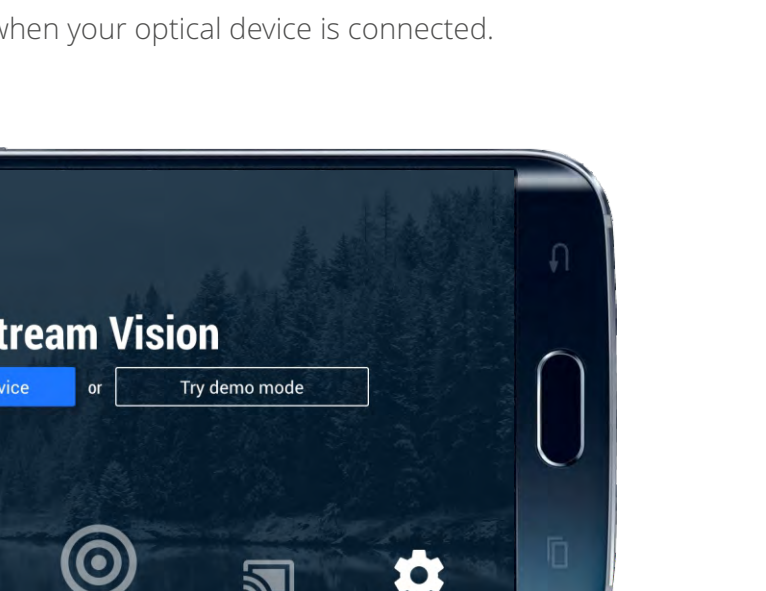 when your optical device is connected.
tream Vision
vice or Try demo mode